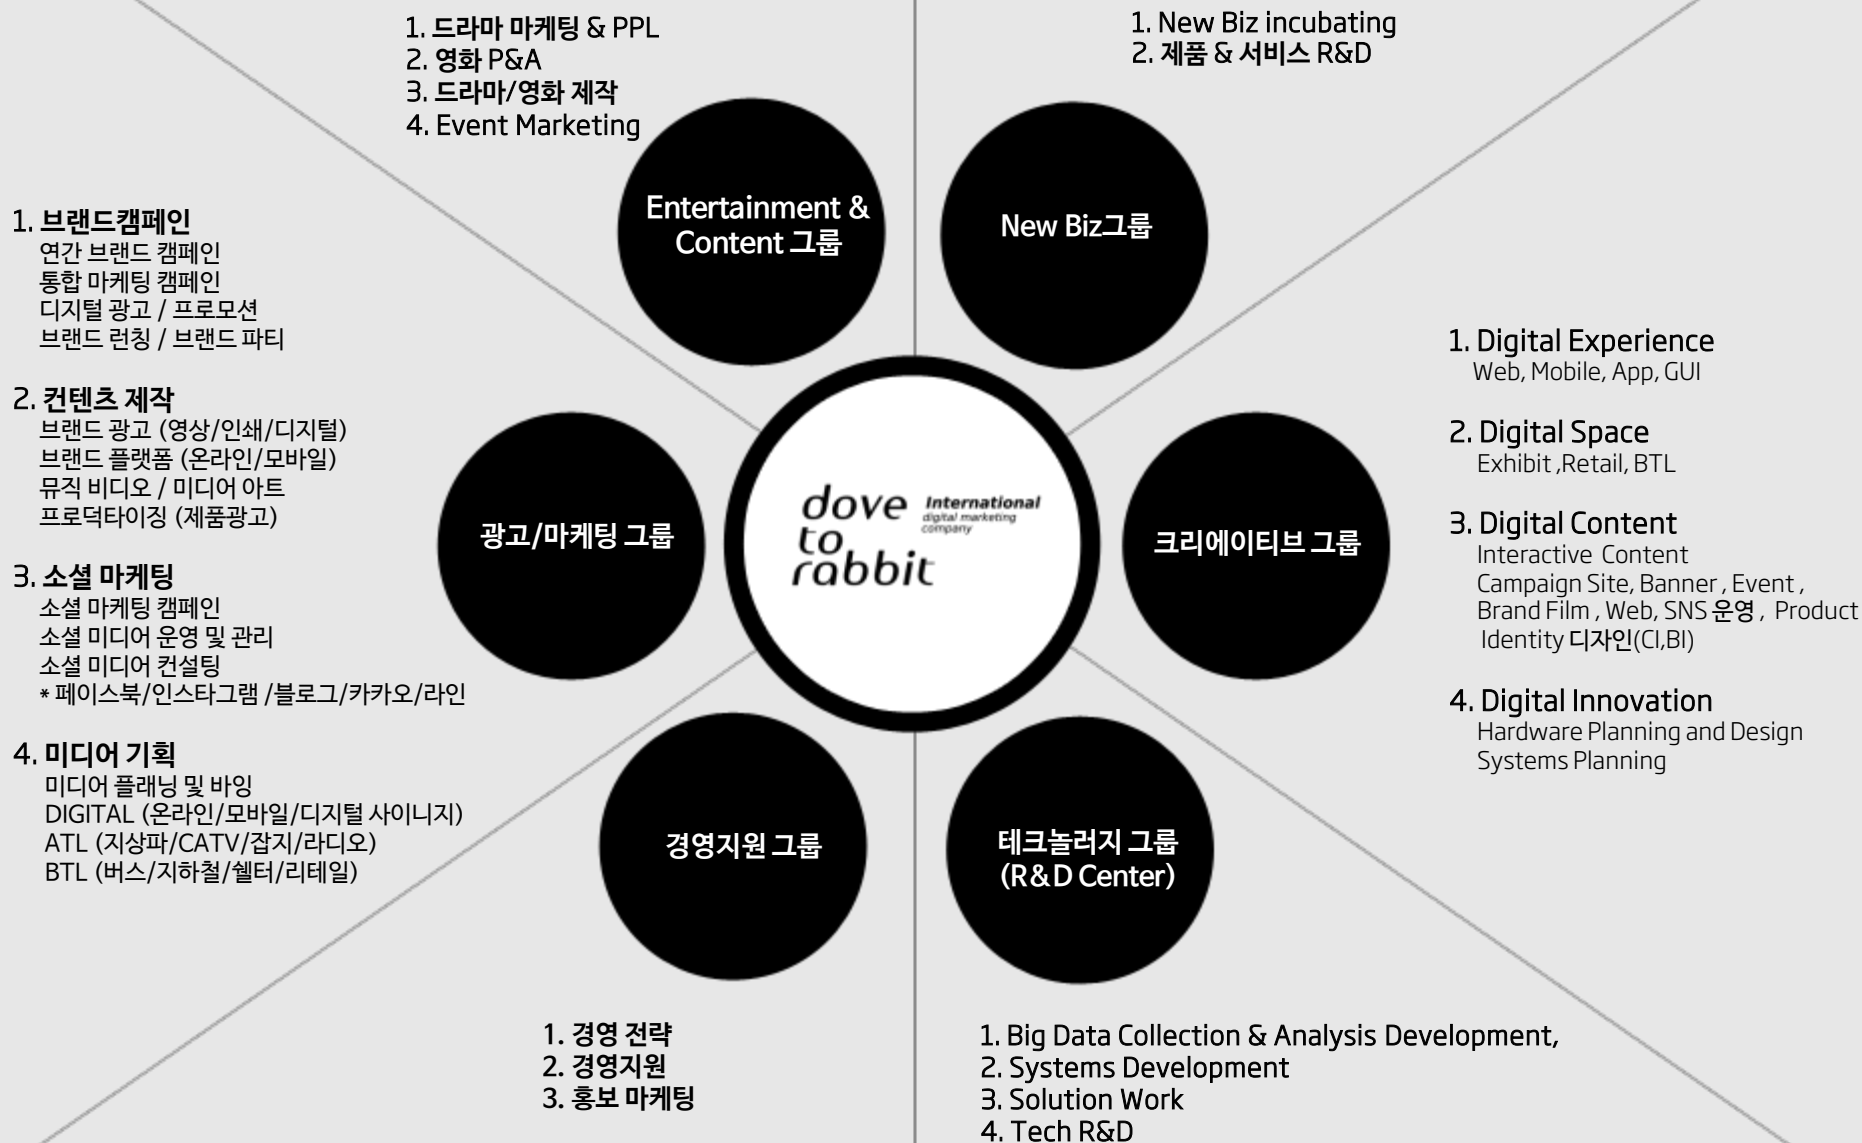 1. 드라마 마케팅 & PPL
2. 영화 P&A
3. 드라마/영화 제작
4. Event Marketing
1. New Biz incubating
2. 제품 & 서비스 R&D
Entertainment &
Content 그룹
New Biz그룹
1. 브랜드캠페인
연간 브랜드 캠페인
통합 마케팅 캠페인
디지털 광고 / 프로모션
브랜드 런칭 / 브랜드 파티
2. 컨텐츠 제작
브랜드 광고 (영상/인쇄/디지털)
브랜드 플랫폼 (온라인/모바일)
뮤직 비디오 / 미디어 아트
프로덕타이징 (제품광고)
3. 소셜 마케팅
소셜 마케팅 캠페인
소셜 미디어 운영 및 관리
소셜 미디어 컨설팅
* 페이스북/인스타그램 /블로그/카카오/라인
4. 미디어 기획
미디어 플래닝 및 바잉
DIGITAL (온라인/모바일/디지털 사이니지)
ATL (지상파/CATV/잡지/라디오)
BTL (버스/지하철/쉘터/리테일)
광고/마케팅 그룹
dove
to
rabbit
International
digital marketing
company
크리에이티브 그룹
1. Digital Experience
Web, Mobile, App, GUI
2. Digital Space
Exhibit ,Retail, BTL
3. Digital Content
Interactive Content
Campaign Site, Banner , Event ,
Brand Film , Web, SNS 운영 , Product
Identity 디자인(CI,BI)
4. Digital Innovation
Hardware Planning and Design
Systems Planning
경영지원 그룹
테크놀러지 그룹
(R&D Center)
1. 경영 전략
2. 경영지원
3. 홍보 마케팅
1. Big Data Collection & Analysis Development,
2. Systems Development
3. Solution Work
4. Tech R&D